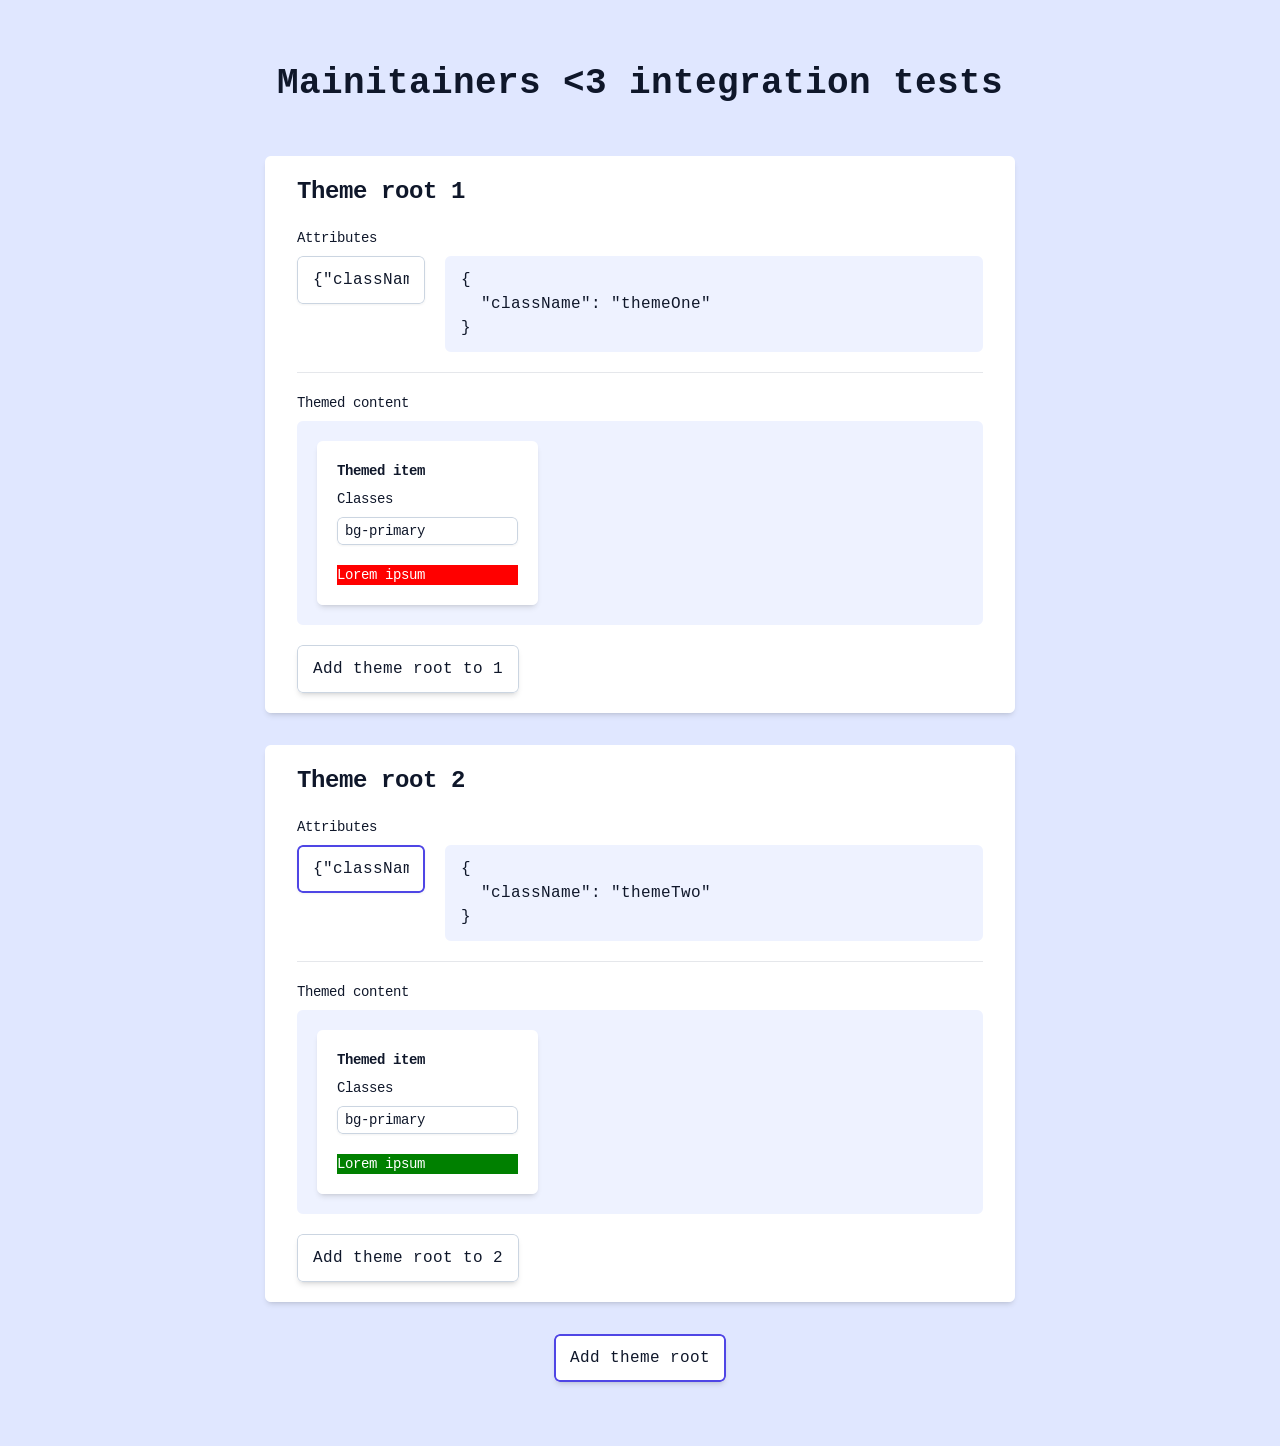 Mainitainers <3 integration tests
Theme root 1
Attributes
{"classNam
{
  "className": "themeOne"
}
Themed content
Themed item
Classes
bg-primary
Lorem ipsum
Add theme root to 1
Theme root 2
Attributes
{"classNam
{
  "className": "themeTwo"
}
Themed content
Themed item
Classes
bg-primary
Lorem ipsum
Add theme root to 2
Add theme root